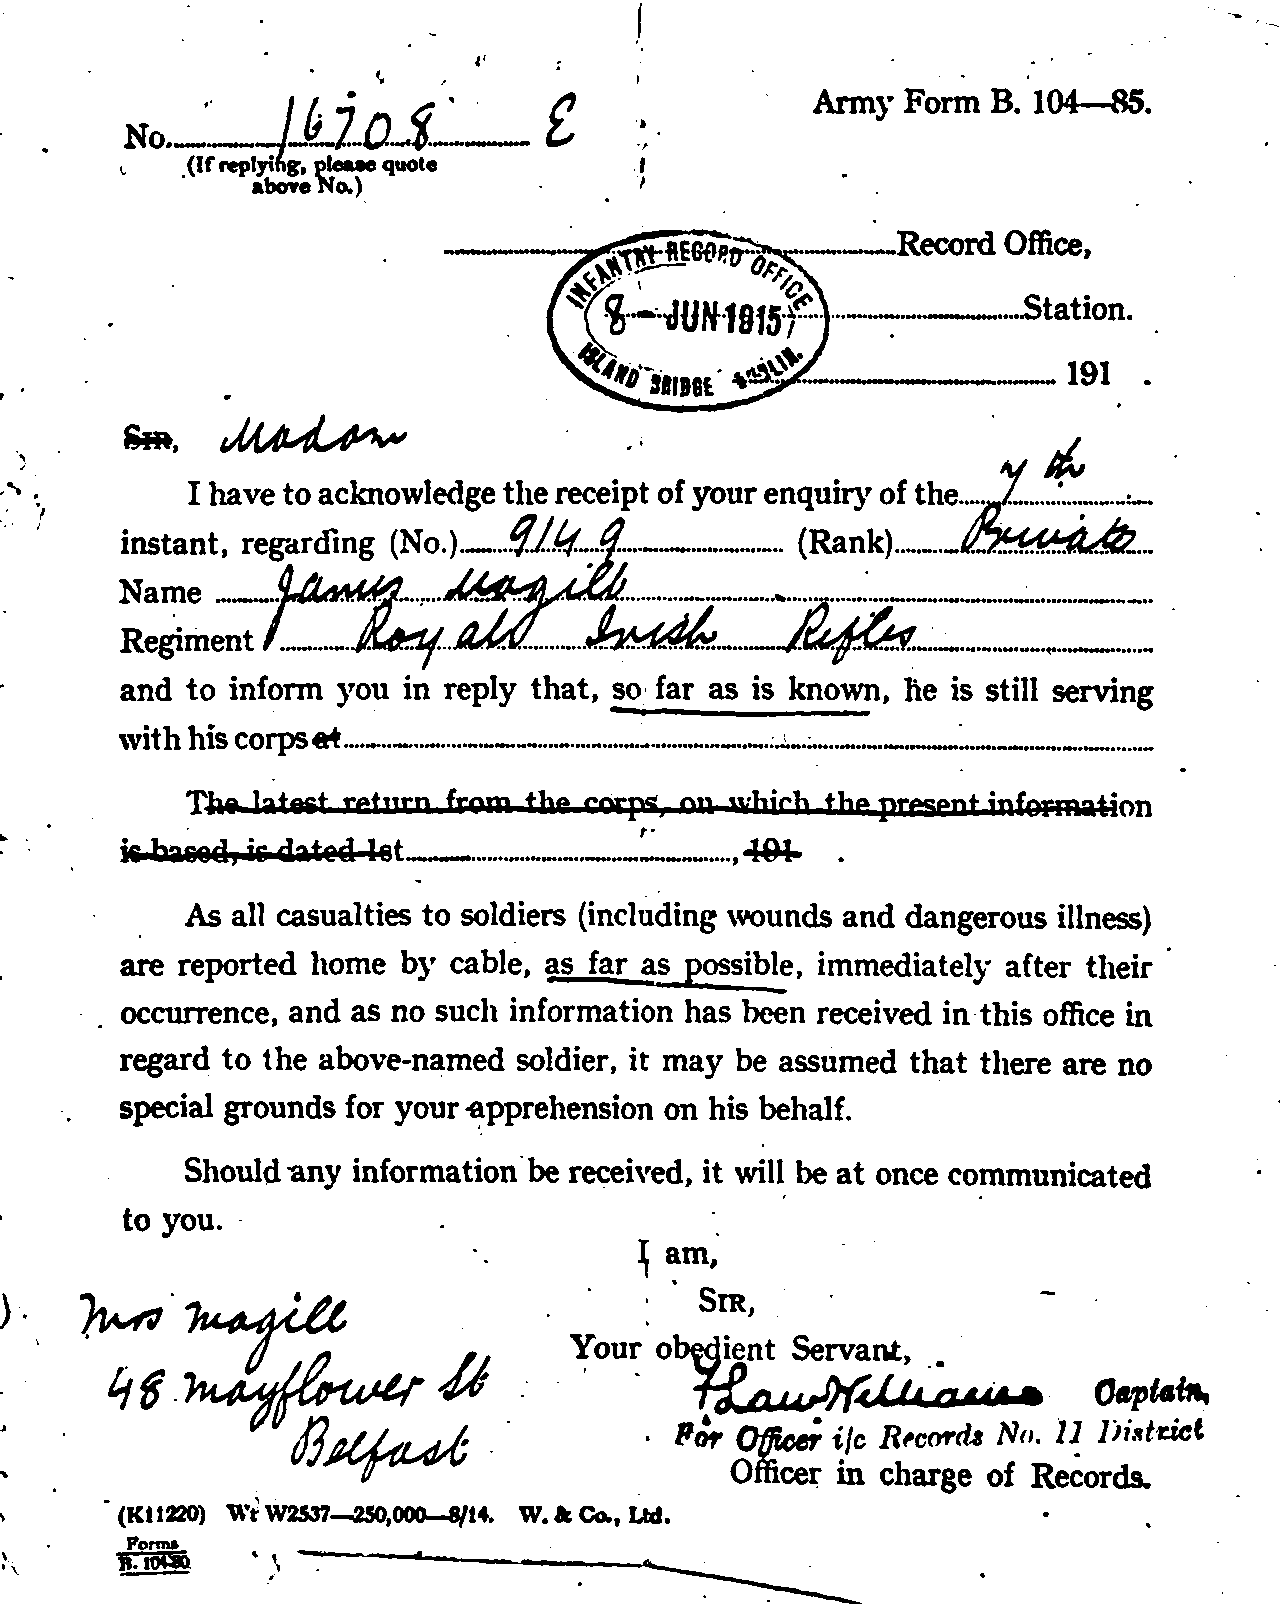 Army Form B. 104—85.
No. 16708 E
(If replying, please quote
above No.)
Record Office,
INFANTRY RECORD OFFICE
8 - JUN 1915
ISLAND BRIDGE DUBLIN.
Station.
191 .
Sir, Madam
I have to acknowledge the receipt of your enquiry of the 7th
instant, regarding (No.) 9149 (Rank) Private
Name James Magill
Regiment Royal Irish Rifles
and to inform you in reply that, so far as is known, he is still serving
with his corps at
The latest return from the corps, on which the present information
is based, is dated 1st , 191 .
As all casualties to soldiers (including wounds and dangerous illness)
are reported home by cable, as far as possible, immediately after their
occurrence, and as no such information has been received in this office in
regard to the above-named soldier, it may be assumed that there are no
special grounds for your apprehension on his behalf.
Should any information be received, it will be at once communicated
to you.
I am,
Sir,
Your obedient Servant,
Captain,
For Officer i/c Records No. 11 District
Officer in charge of Records.
Mrs Magill
48 Mayflower St
Belfast
(K11220) Wt W2537—250,000—8/14. W. & Co., Ltd.
Forms